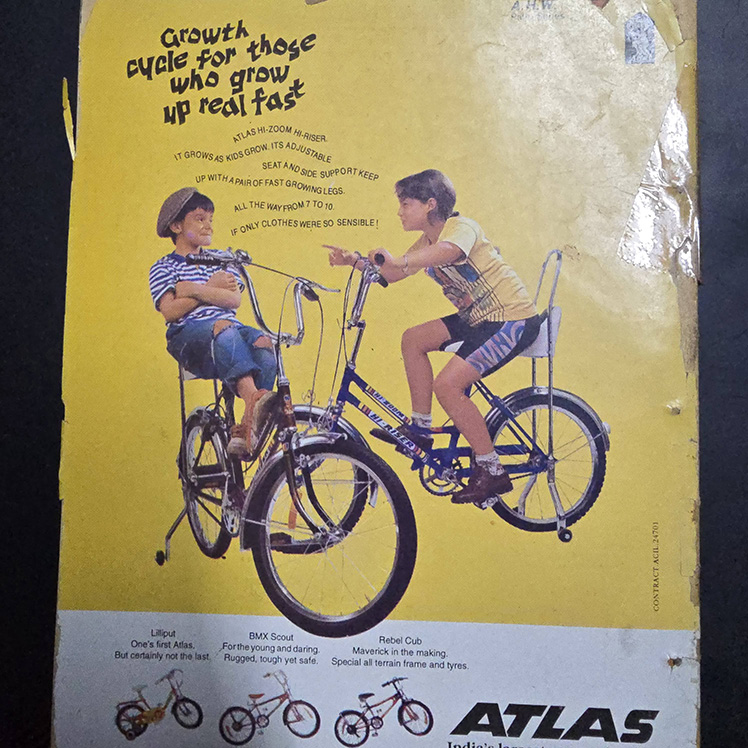 A.H.W.
Growth
cycle for those
who grow
up real fast
ATLAS HI-ZOOM HI-RISER.
IT GROWS AS KIDS GROW. ITS ADJUSTABLE
SEAT AND SIDE SUPPORT KEEP
UP WITH A PAIR OF FAST GROWING LEGS.
ALL THE WAY FROM 7 TO 10.
IF ONLY CLOTHES WERE SO SENSIBLE!
HI-RISER
CONTRACT ACIL 24701
Lilliput
One's first Atlas.
But certainly not the last.
BMX Scout
For the young and daring.
Rugged, tough yet safe.
Rebel Cub
Maverick in the making.
Special all terrain frame and tyres.
ATLAS
India's